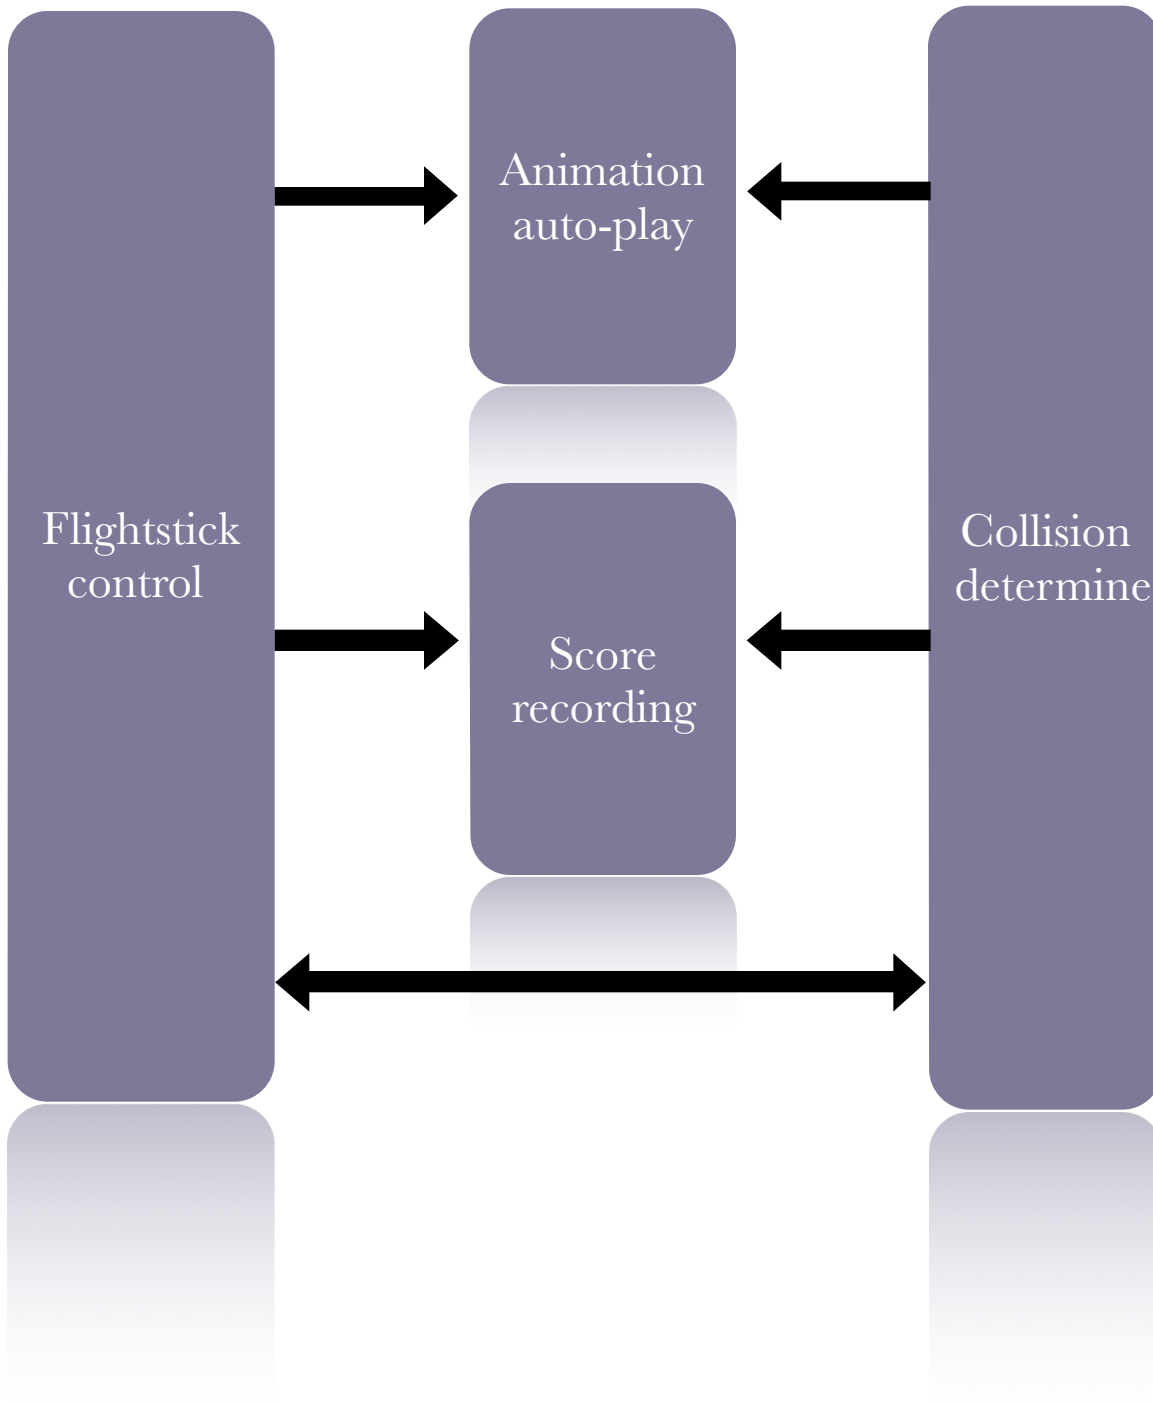 Animation
auto-play
Flightstick
control
Collision
determine
Score
recording